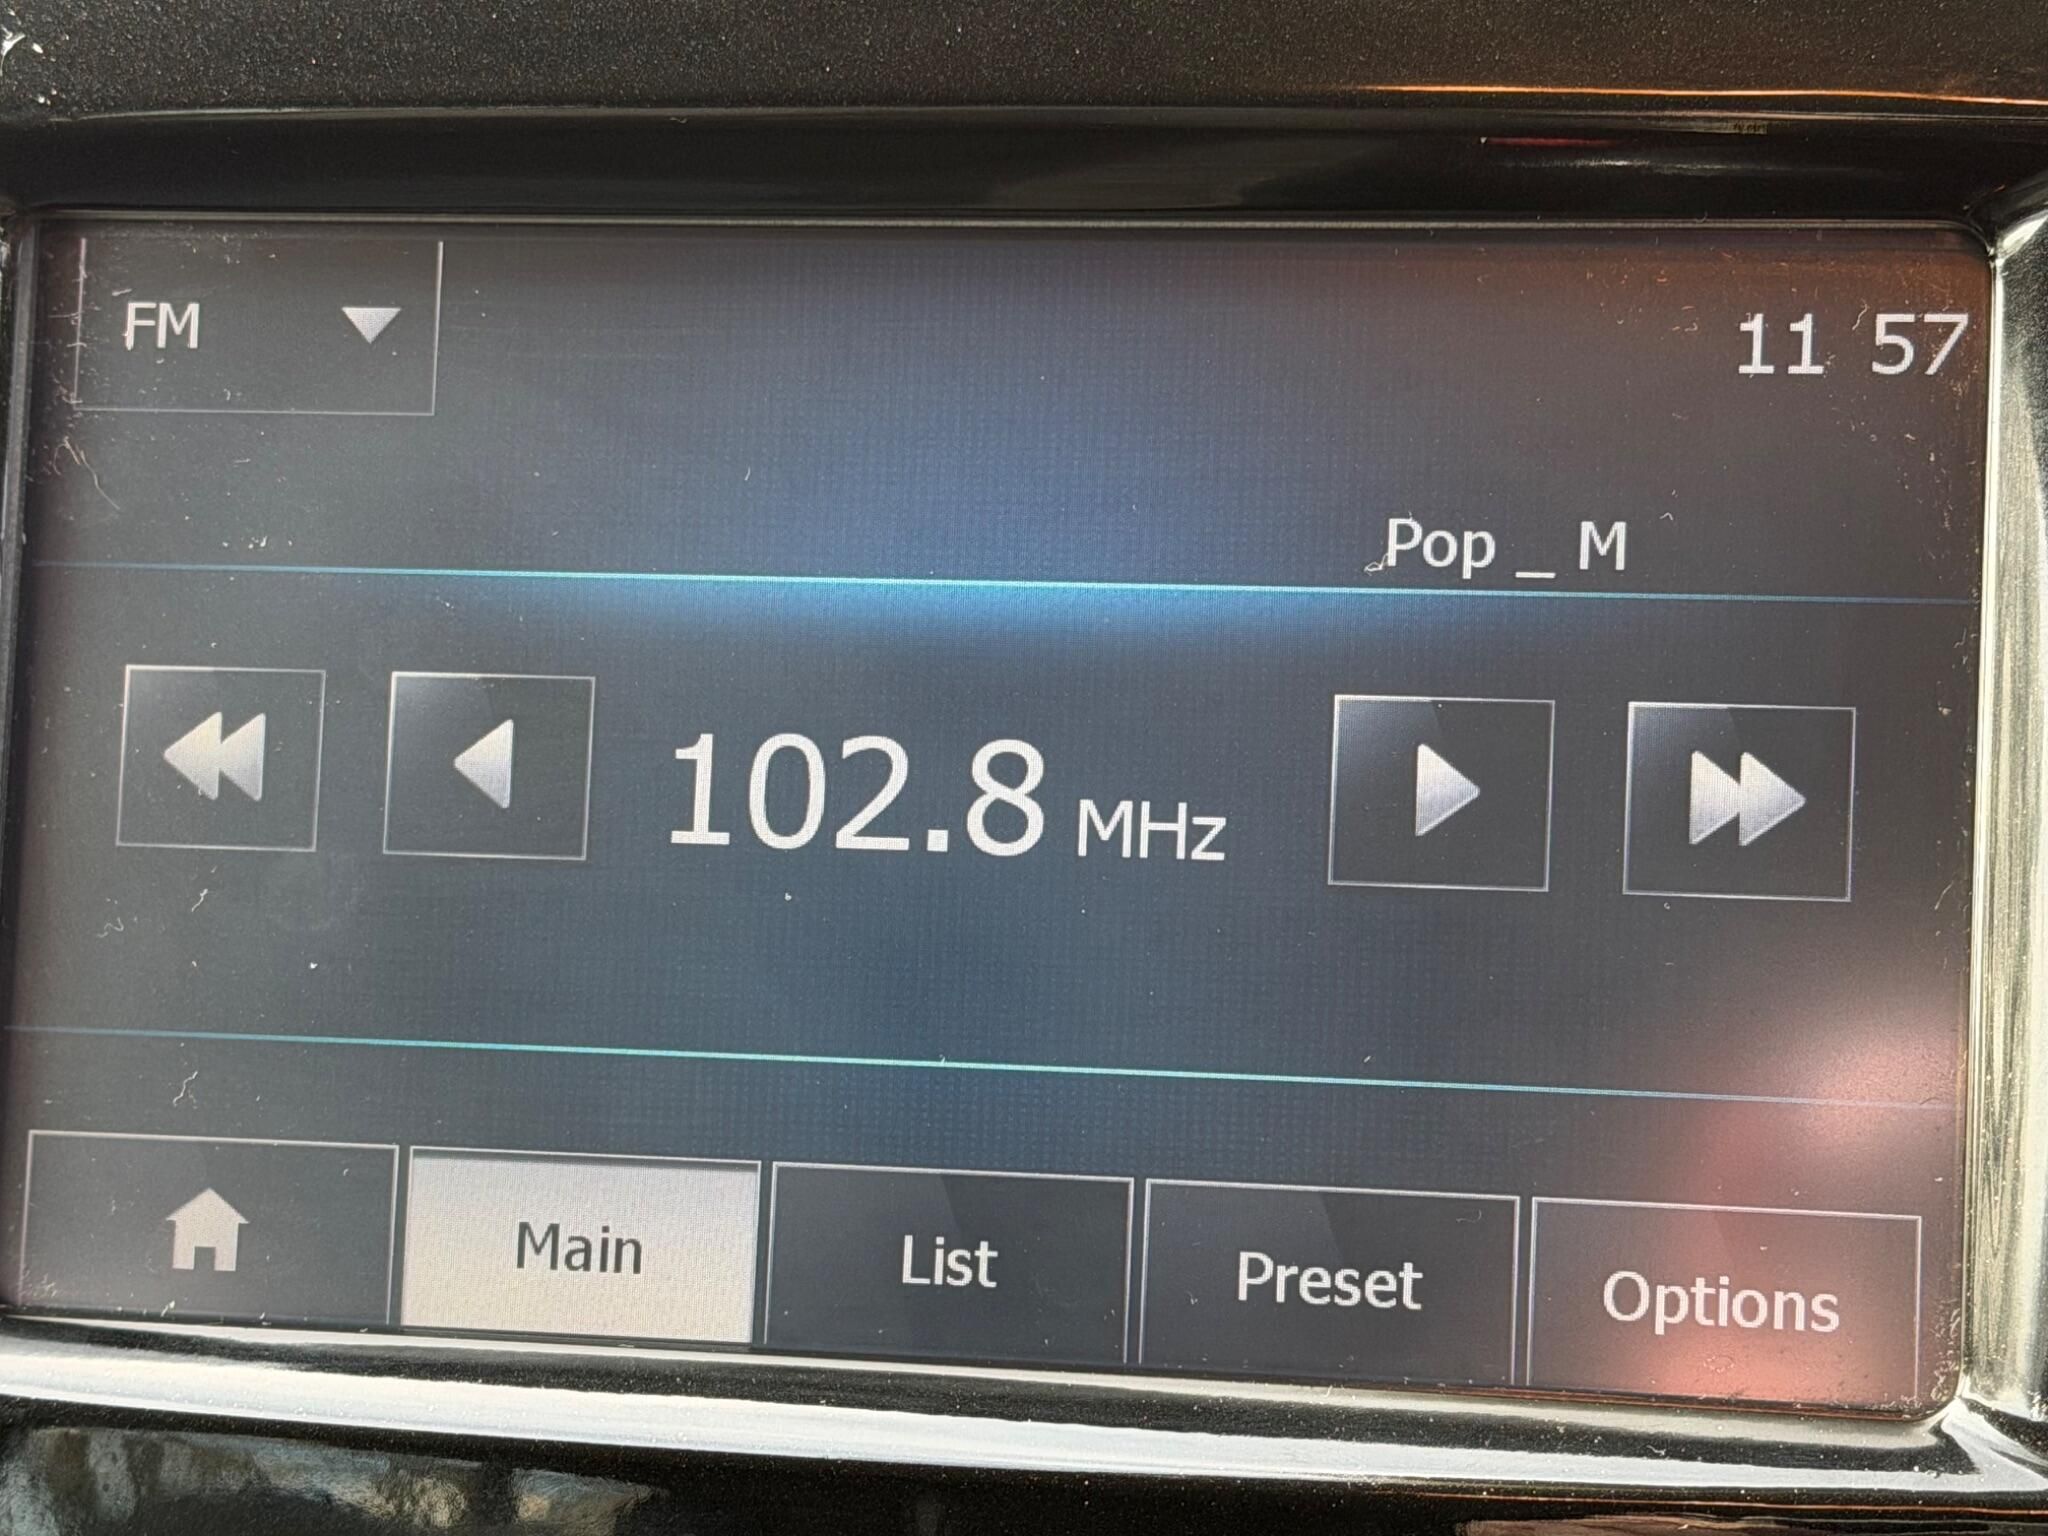 FM
11 57
Pop _ M
102.8 MHz
Main
List
Preset
Options